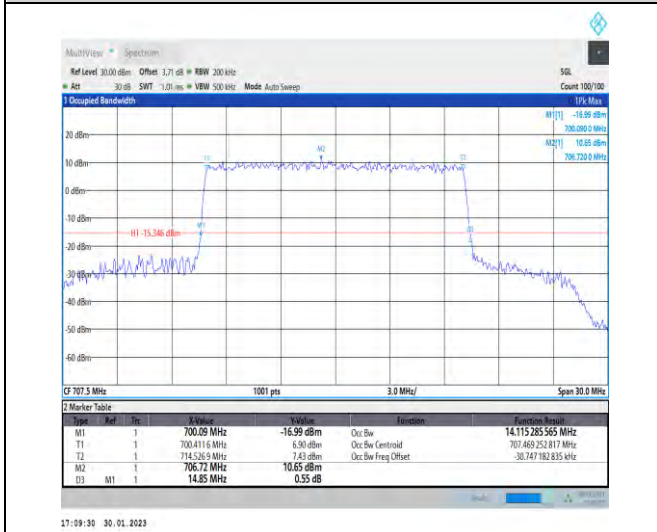 MultiView Spectrum
Ref Level 30.00 dBm Offset 3.71 dB RBW 200 kHz SGL
Att 30 dB SWT 1.01 ms VBW 500 kHz Mode Auto Sweep Count 100/100
1 Occupied Bandwidth 1Pk Max
M1[1] -16.99 dBm
700.090 0 MHz
M2[1] 10.65 dBm
706.720 0 MHz
20 dBm
M2
T1
T2
10 dBm
0 dBm
-10 dBm
M1
D3
H1 -15.346 dBm
-20 dBm
-30 dBm
-40 dBm
-50 dBm
-60 dBm
CF 707.5 MHz 1001 pts 3.0 MHz/ Span 30.0 MHz
2 Marker Table
Type Ref Trc X-Value Y-Value Function Function Result
M1 1 700.09 MHz -16.99 dBm Occ Bw 14.115 285 565 MHz
T1 1 700.411 6 MHz 6.90 dBm Occ Bw Centroid 707.469 252 817 MHz
T2 1 714.526 9 MHz 7.43 dBm Occ Bw Freq Offset -30.747 182 835 kHz
M2 1 706.72 MHz 10.65 dBm
D3 M1 1 14.85 MHz 0.55 dB
17:09:30 30.01.2023